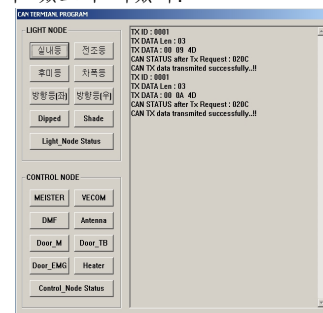 CAN TERMIANL PROGRAM
LIGHT NODE
실내등 전조등
후미등 차폭등
방향등(좌) 방향등(우)
Dipped Shade
Light_Node Status
CONTROL NODE
MEISTER VECOM
DMF Antenna
Door_M Door_TB
Door_EMG Heater
Control_Node Status
TX ID : 0001
TX DATA Len : 03
TX DATA : 00 09 4D
CAN STATUS after Tx Request : 02BC
CAN TX data transmited successfully..!!
TX ID : 0001
TX DATA Len : 03
TX DATA : 00 0A 4D
CAN STATUS after Tx Request : 02BC
CAN TX data transmited successfully..!!